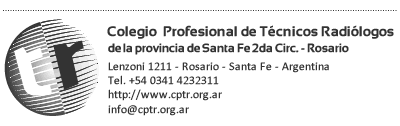 tr
Colegio Profesional de Técnicos Radiólogos
de la provincia de Santa Fe 2da Circ. - Rosario
Lenzoni 1211 - Rosario - Santa Fe - Argentina
Tel. +54 0341 4232311
http://www.cptr.org.ar
info@cptr.org.ar